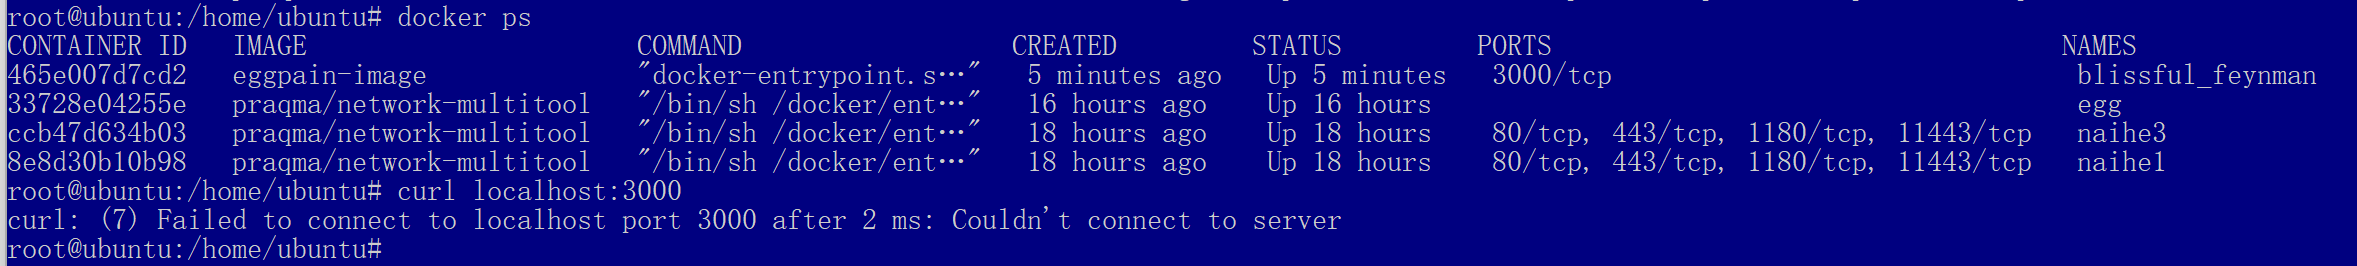 root@ubuntu:/home/ubuntu# docker ps
CONTAINER ID   IMAGE                      COMMAND                  CREATED         STATUS         PORTS                                  NAMES
465e007d7cd2   eggpain-image              "docker-entrypoint.s…"   5 minutes ago   Up 5 minutes   3000/tcp                               blissful_feynman
33728e04255e   praqma/network-multitool   "/bin/sh /docker/ent…"   16 hours ago    Up 16 hours                                           egg
ccb47d634b03   praqma/network-multitool   "/bin/sh /docker/ent…"   18 hours ago    Up 18 hours    80/tcp, 443/tcp, 1180/tcp, 11443/tcp   naihe3
8e8d30b10b98   praqma/network-multitool   "/bin/sh /docker/ent…"   18 hours ago    Up 18 hours    80/tcp, 443/tcp, 1180/tcp, 11443/tcp   naihe1
root@ubuntu:/home/ubuntu# curl localhost:3000
curl: (7) Failed to connect to localhost port 3000 after 2 ms: Couldn't connect to server
root@ubuntu:/home/ubuntu#